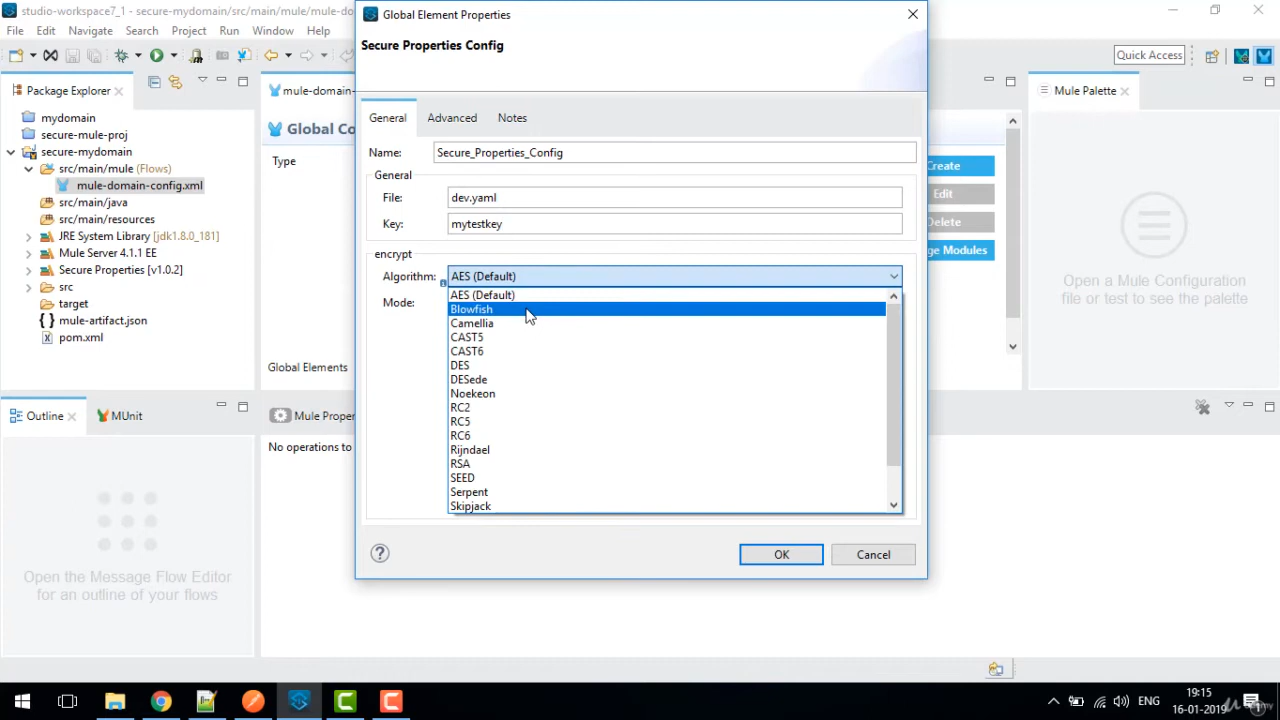 studio-workspace7_1 - secure-mydomain/src/main/mule/mule-do
Global Element Properties
File Edit Navigate Search Project Run Window Help
Secure Properties Config
Quick Access
Package Explorer
mule-domain-
Mule Palette
mydomain
secure-mule-proj
secure-mydomain
src/main/mule (Flows)
mule-domain-config.xml
src/main/java
src/main/resources
JRE System Library [jdk1.8.0_181]
Mule Server 4.1.1 EE
Secure Properties [v1.0.2]
src
target
mule-artifact.json
pom.xml
Global Co
Type
Global Elements
General Advanced Notes
Name: Secure_Properties_Config
General
File: dev.yaml
Key: mytestkey
encrypt
Algorithm: AES (Default)
Mode:
AES (Default)
Blowfish
Camellia
CAST5
CAST6
DES
DESede
Noekeon
RC2
RC5
RC6
Rijndael
RSA
SEED
Serpent
Skipjack
OK Cancel
Create
Edit
Delete
ge Modules
Open a Mule Configuration
file or test to see the palette
Outline
MUnit
Mule Proper
No operations to
Open the Message Flow Editor
for an outline of your flows
ENG
19:15
16-01-2019